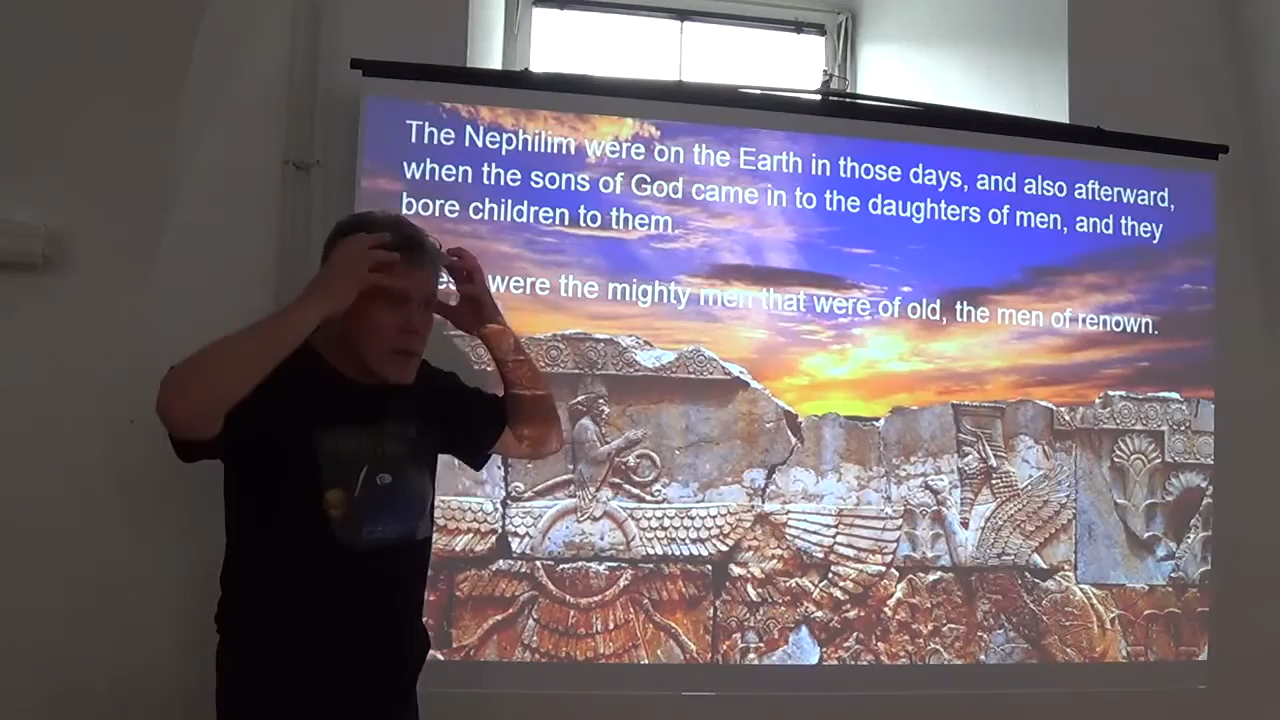 The Nephilim were on the Earth in those days, and also afterward,
when the sons of God came in to the daughters of men, and they
bore children to them.
were the mighty men that were of old, the men of renown.